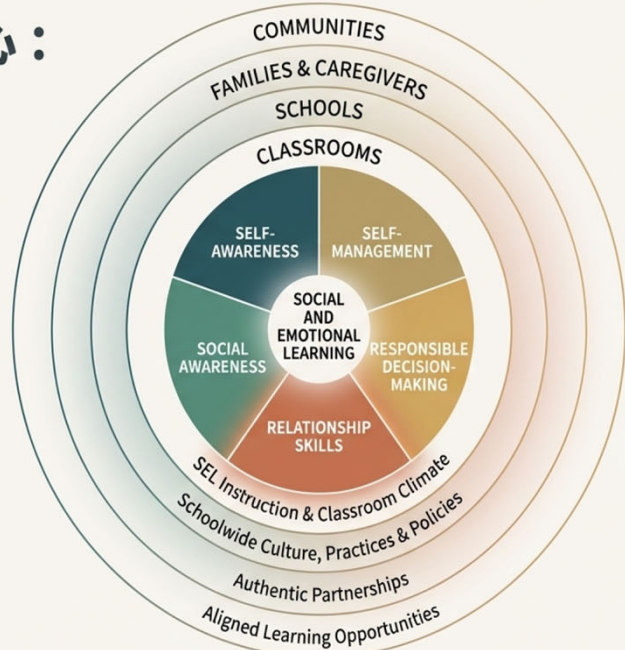 COMMUNITIES
FAMILIES & CAREGIVERS
SCHOOLS
CLASSROOMS
SELF-
AWARENESS
SELF-
MANAGEMENT
SOCIAL
AND
EMOTIONAL
LEARNING
SOCIAL
AWARENESS
RESPONSIBLE
DECISION-
MAKING
RELATIONSHIP
SKILLS
SEL Instruction & Classroom Climate
Schoolwide Culture, Practices & Policies
Authentic Partnerships
Aligned Learning Opportunities